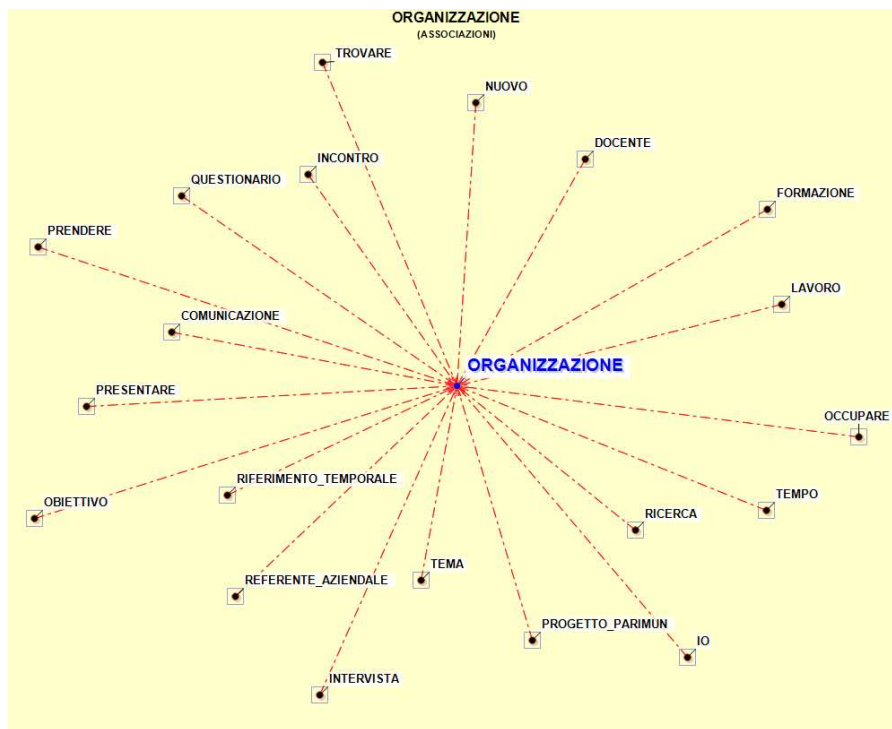 ORGANIZZAZIONE
(ASSOCIAZIONI)
TROVARE
NUOVO
DOCENTE
INCONTRO
QUESTIONARIO
FORMAZIONE
PRENDERE
LAVORO
COMUNICAZIONE
ORGANIZZAZIONE
PRESENTARE
OCCUPARE
RIFERIMENTO_TEMPORALE
OBIETTIVO
TEMPO
RICERCA
TEMA
REFERENTE_AZIENDALE
PROGETTO_PARIMUN
IO
INTERVISTA